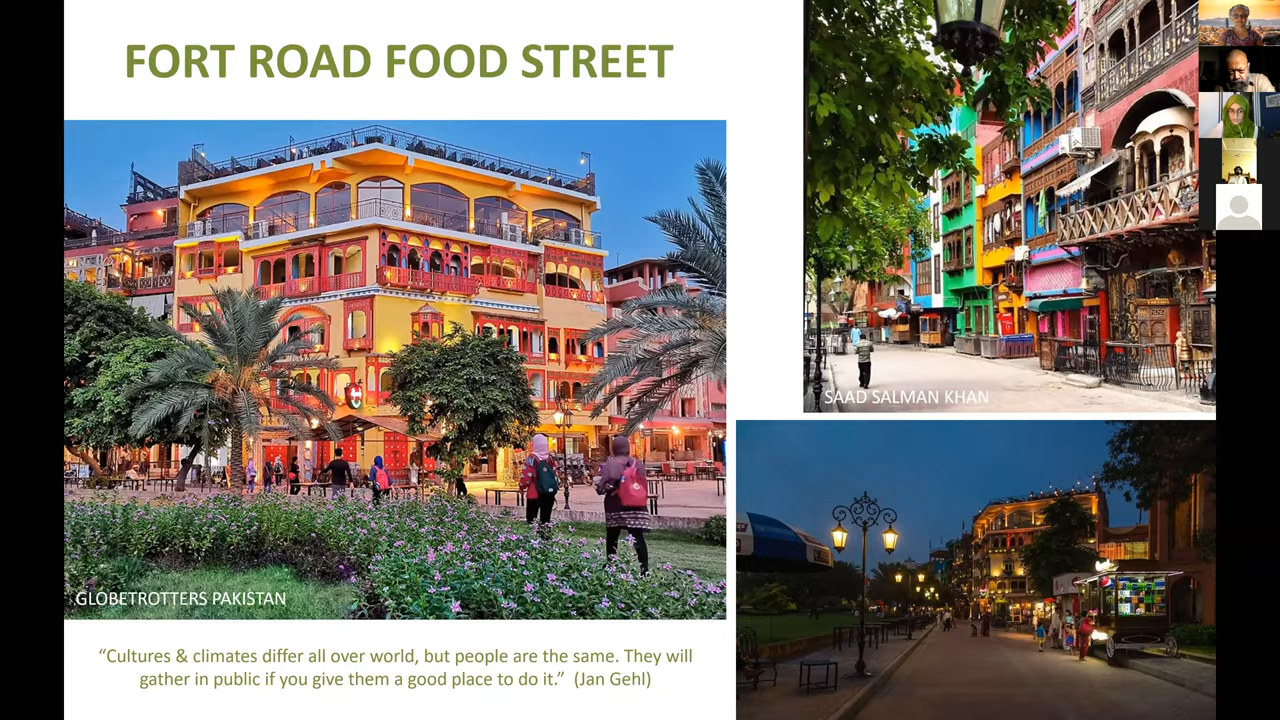 FORT ROAD FOOD STREET
SAAD SALMAN KHAN
GLOBETROTTERS PAKISTAN
“Cultures & climates differ all over world, but people are the same. They will
gather in public if you give them a good place to do it.” (Jan Gehl)